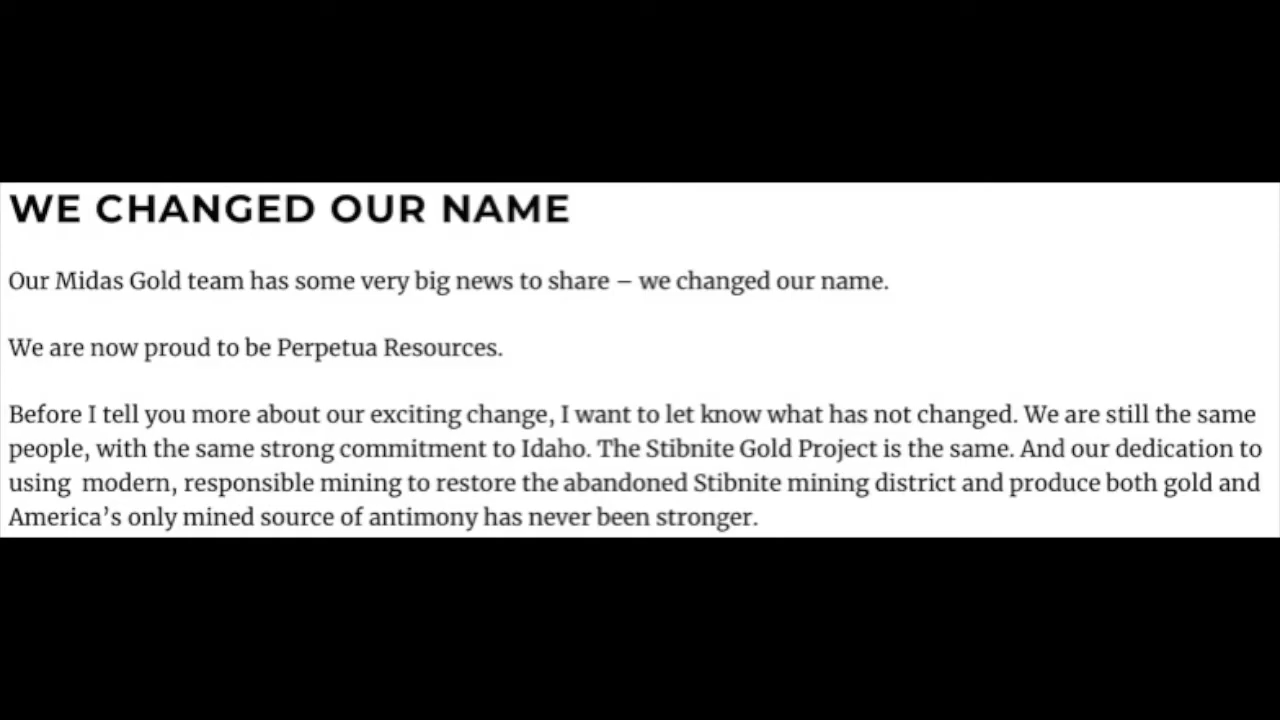 WE CHANGED OUR NAME
Our Midas Gold team has some very big news to share – we changed our name.
We are now proud to be Perpetua Resources.
Before I tell you more about our exciting change, I want to let know what has not changed. We are still the same
people, with the same strong commitment to Idaho. The Stibnite Gold Project is the same. And our dedication to
using  modern, responsible mining to restore the abandoned Stibnite mining district and produce both gold and
America’s only mined source of antimony has never been stronger.